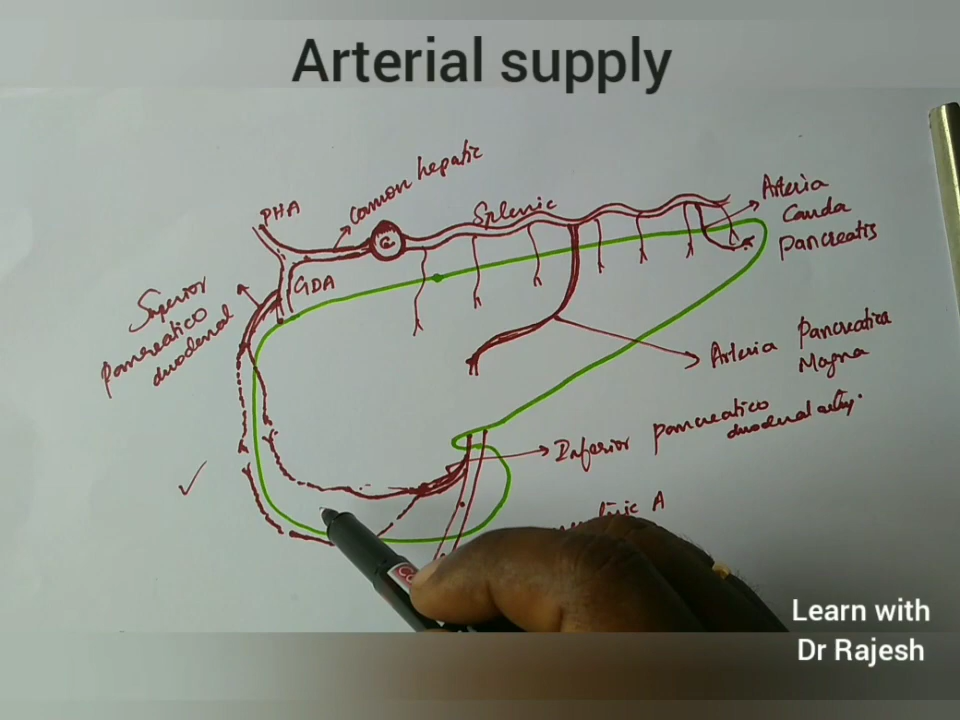 Arterial supply
PHA
Common hepatic
C
Splenic
Arteria
Cauda
Pancreatis
GDA
Superior
pancreatico
duodenal
Arteria Pancreatica
Magna
Inferior pancreatico
duodenal
A
Learn with
Dr Rajesh